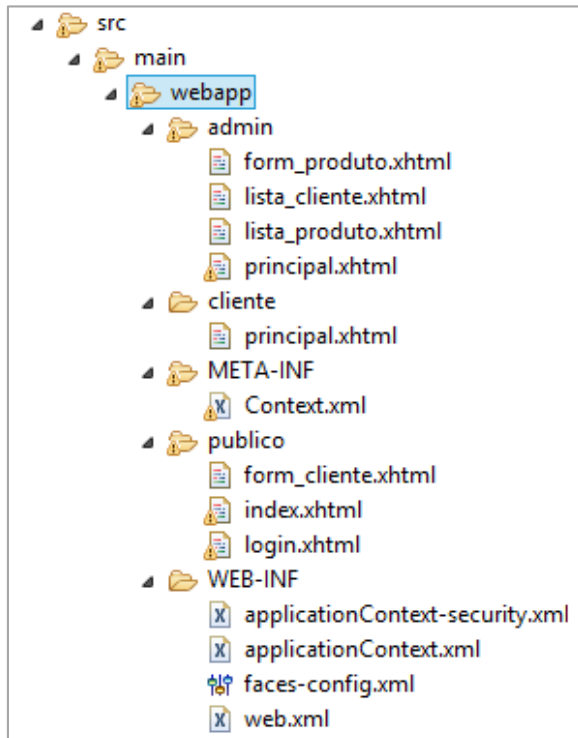 src
main
webapp
admin
form_produto.xhtml
lista_cliente.xhtml
lista_produto.xhtml
principal.xhtml
cliente
principal.xhtml
META-INF
Context.xml
publico
form_cliente.xhtml
index.xhtml
login.xhtml
WEB-INF
applicationContext-security.xml
applicationContext.xml
faces-config.xml
web.xml